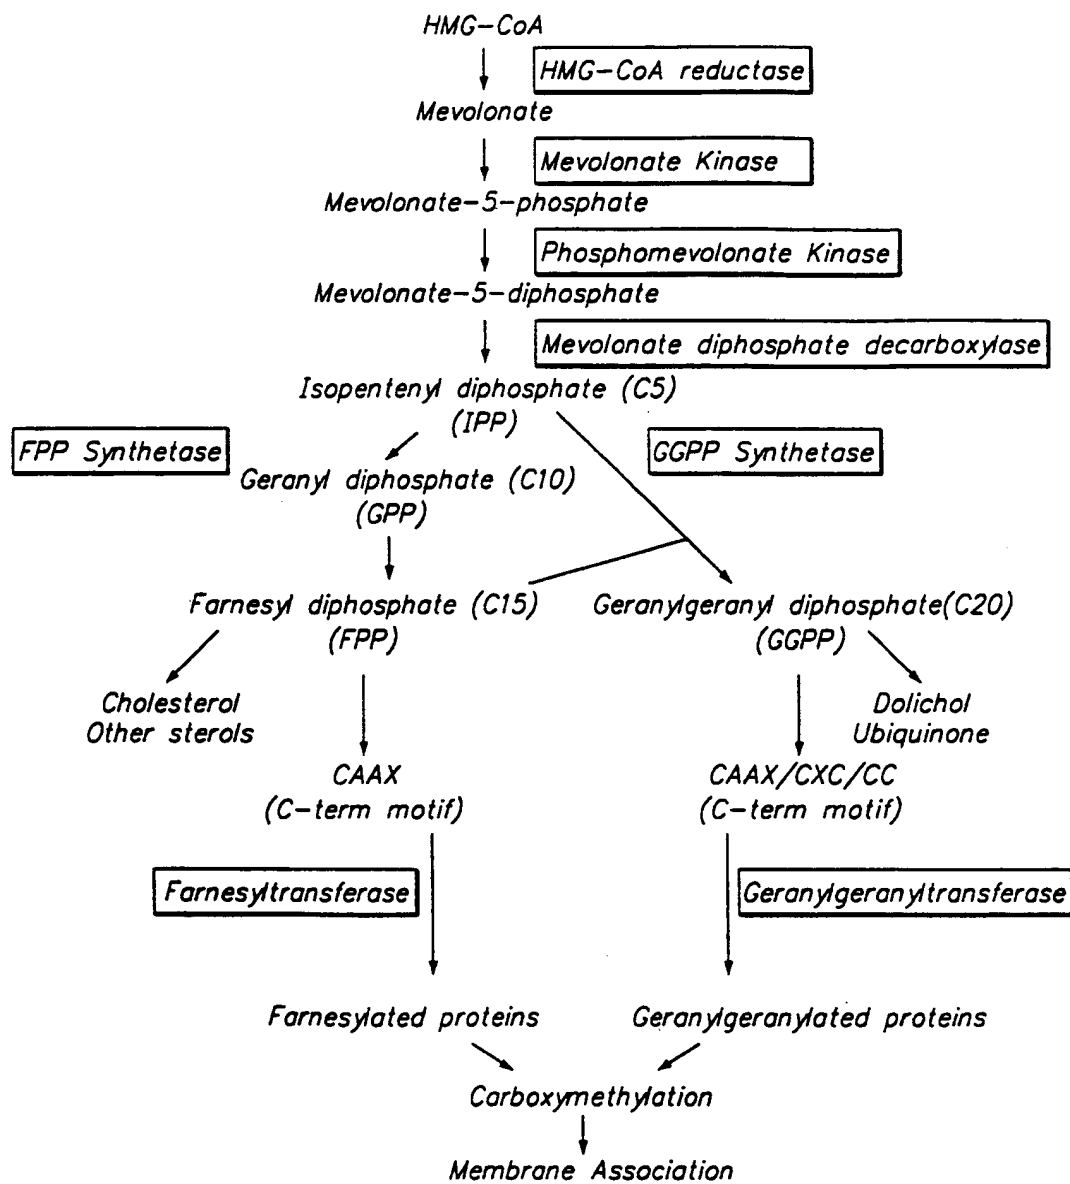 HMG-CoA
HMG-CoA reductase
Mevolonate
Mevolonate Kinase
Mevolonate-5-phosphate
Phosphomevolonate Kinase
Mevolonate-5-diphosphate
Mevolonate diphosphate decarboxylase
Isopentenyl diphosphate (C5)
(IPP)
FPP Synthetase
GGPP Synthetase
Geranyl diphosphate (C10)
(GPP)
Farnesyl diphosphate (C15)
(FPP)
Geranylgeranyl diphosphate(C20)
(GGPP)
Cholesterol
Other sterols
Dolichol
Ubiquinone
CAAX
(C-term motif)
CAAX/CXC/CC
(C-term motif)
Farnesyltransferase
Geranylgeranyltransferase
Farnesylated proteins
Geranylgeranylated proteins
Carboxymethylation
Membrane Association